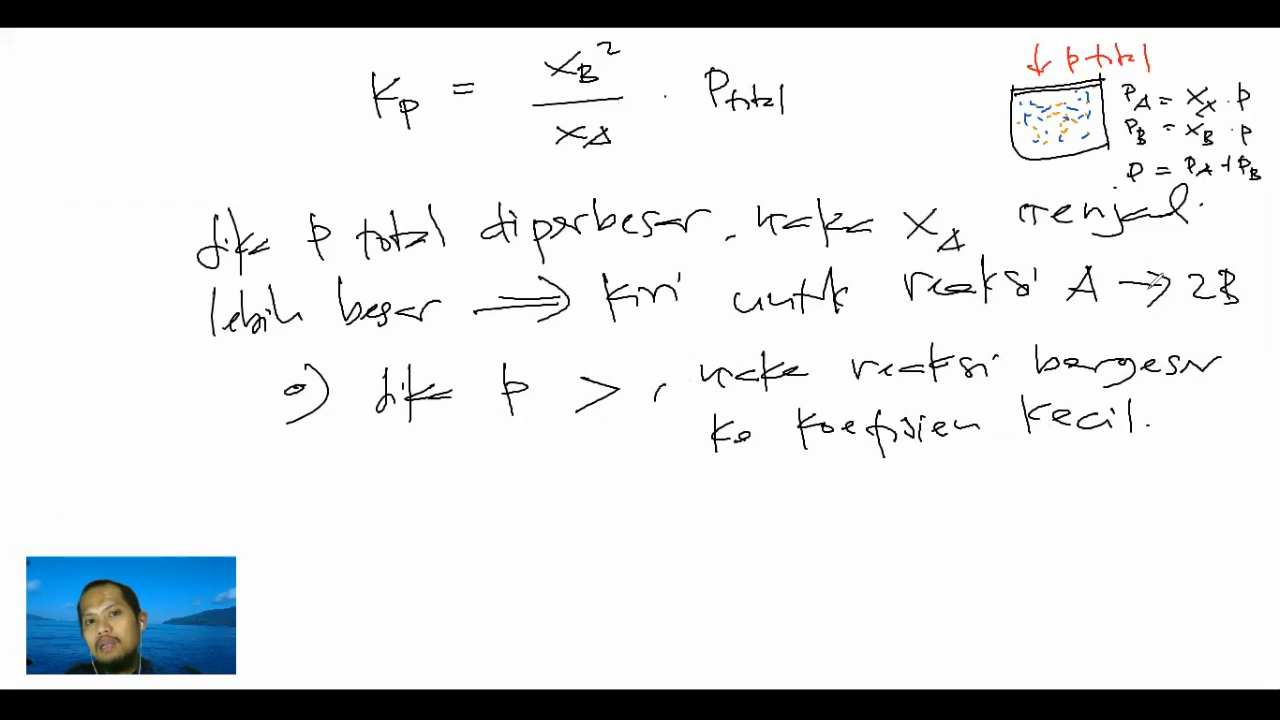 Kp = xB² / xA . Ptotal
↓ p total
PA = xA . p
PB = xB . p
p = PA + PB
Jika p total diperbesar, maka xA menjadi
lebih besar ⟹ kiri untuk reaksi A → 2B
•) Jika p >, maka reaksi bergeser
ke koefisien kecil.